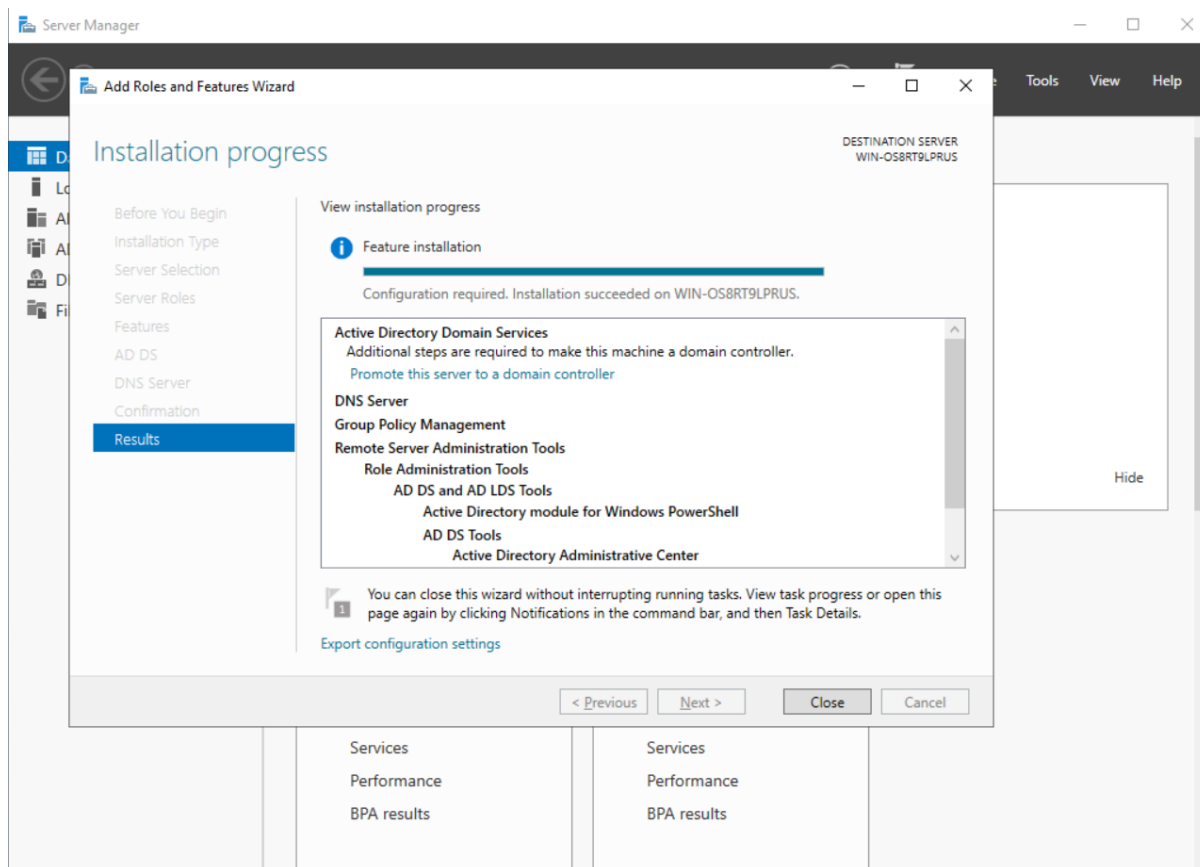 Server Manager
Tools View Help
Add Roles and Features Wizard
Installation progress
DESTINATION SERVER
WIN-OS8RT9LPRUS
Before You Begin
Installation Type
Server Selection
Server Roles
Features
AD DS
DNS Server
Confirmation
Results
View installation progress
Feature installation
Configuration required. Installation succeeded on WIN-OS8RT9LPRUS.
Active Directory Domain Services
Additional steps are required to make this machine a domain controller.
Promote this server to a domain controller
DNS Server
Group Policy Management
Remote Server Administration Tools
Role Administration Tools
AD DS and AD LDS Tools
Active Directory module for Windows PowerShell
AD DS Tools
Active Directory Administrative Center
1
You can close this wizard without interrupting running tasks. View task progress or open this
page again by clicking Notifications in the command bar, and then Task Details.
Export configuration settings
< Previous Next > Close Cancel
Hide
Services
Performance
BPA results
Services
Performance
BPA results